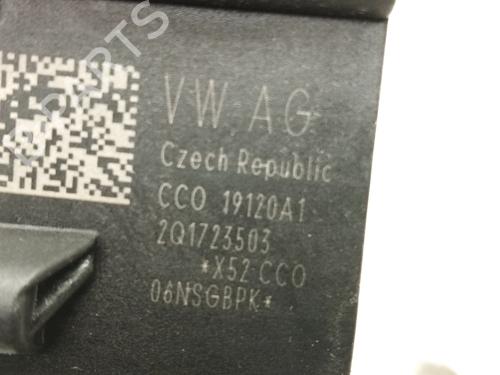 VW AG
Czech Republic
CCO 19120A1
2Q1723503
*X52 CCO
06NSGBPK*